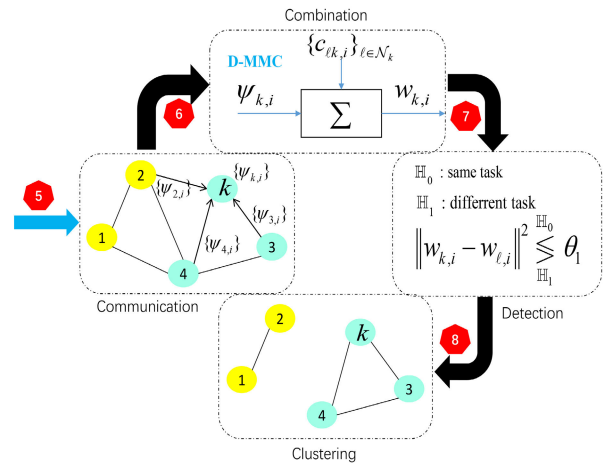 Combination
D-MMC
{c_{ℓk,i}}_{ℓ∈𝒩_k}
ψ_{k,i}
∑
w_{k,i}
6
7
5
2
{ψ_{2,i}}
{ψ_{k,i}}
k
{ψ_{3,i}}
1
{ψ_{4,i}}
3
4
Communication
ℍ_0 : same task
ℍ_1 : differrent task
‖w_{k,i} − w_{ℓ,i}‖² ≶_{ℍ_1}^{ℍ_0} θ_1
Detection
2
k
1
3
4
8
Clustering